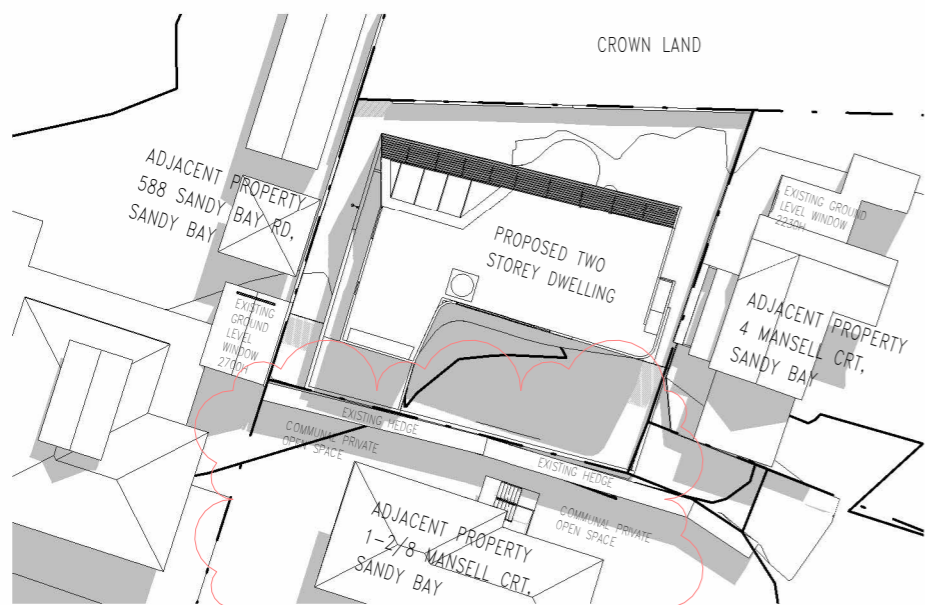 CROWN LAND
ADJACENT PROPERTY
588 SANDY BAY RD,
SANDY BAY
EXISTING GROUND
LEVEL WINDOW
2230H
PROPOSED TWO
STOREY DWELLING
ADJACENT PROPERTY
4 MANSELL CRT,
SANDY BAY
EXISTING
GROUND
LEVEL
WINDOW
2700H
EXISTING HEDGE
COMMUNAL PRIVATE
OPEN SPACE
EXISTING HEDGE
COMMUNAL PRIVATE
OPEN SPACE
ADJACENT PROPERTY
1-2/8 MANSELL CRT,
SANDY BAY